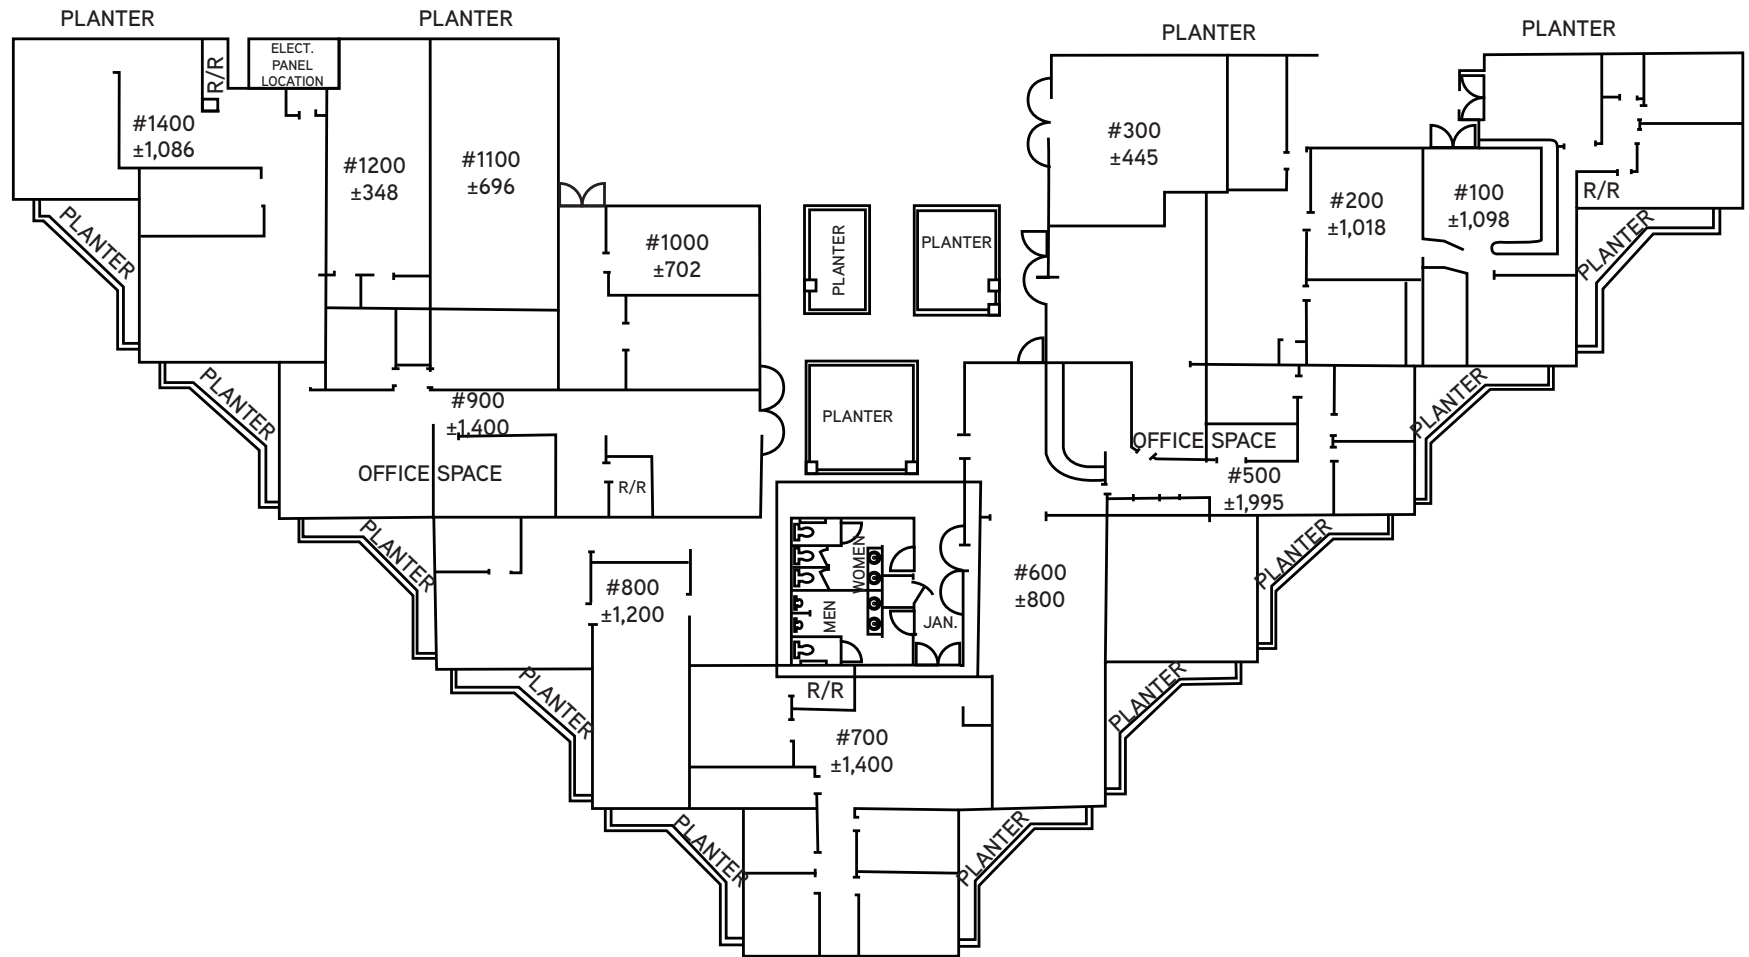 PLANTER
PLANTER
PLANTER
PLANTER
R/R
ELECT.
PANEL
LOCATION
#1400
±1,086
#1200
±348
#1100
±696
#300
±445
#200
±1,018
#100
±1,098
R/R
PLANTER
#1000
±702
PLANTER
PLANTER
PLANTER
PLANTER
#900
±1,400
OFFICE SPACE
R/R
PLANTER
PLANTER
OFFICE SPACE
#500
±1,995
PLANTER
#800
±1,200
WOMEN
MEN
JAN.
#600
±800
PLANTER
PLANTER
R/R
#700
±1,400
PLANTER
PLANTER
PLANTER